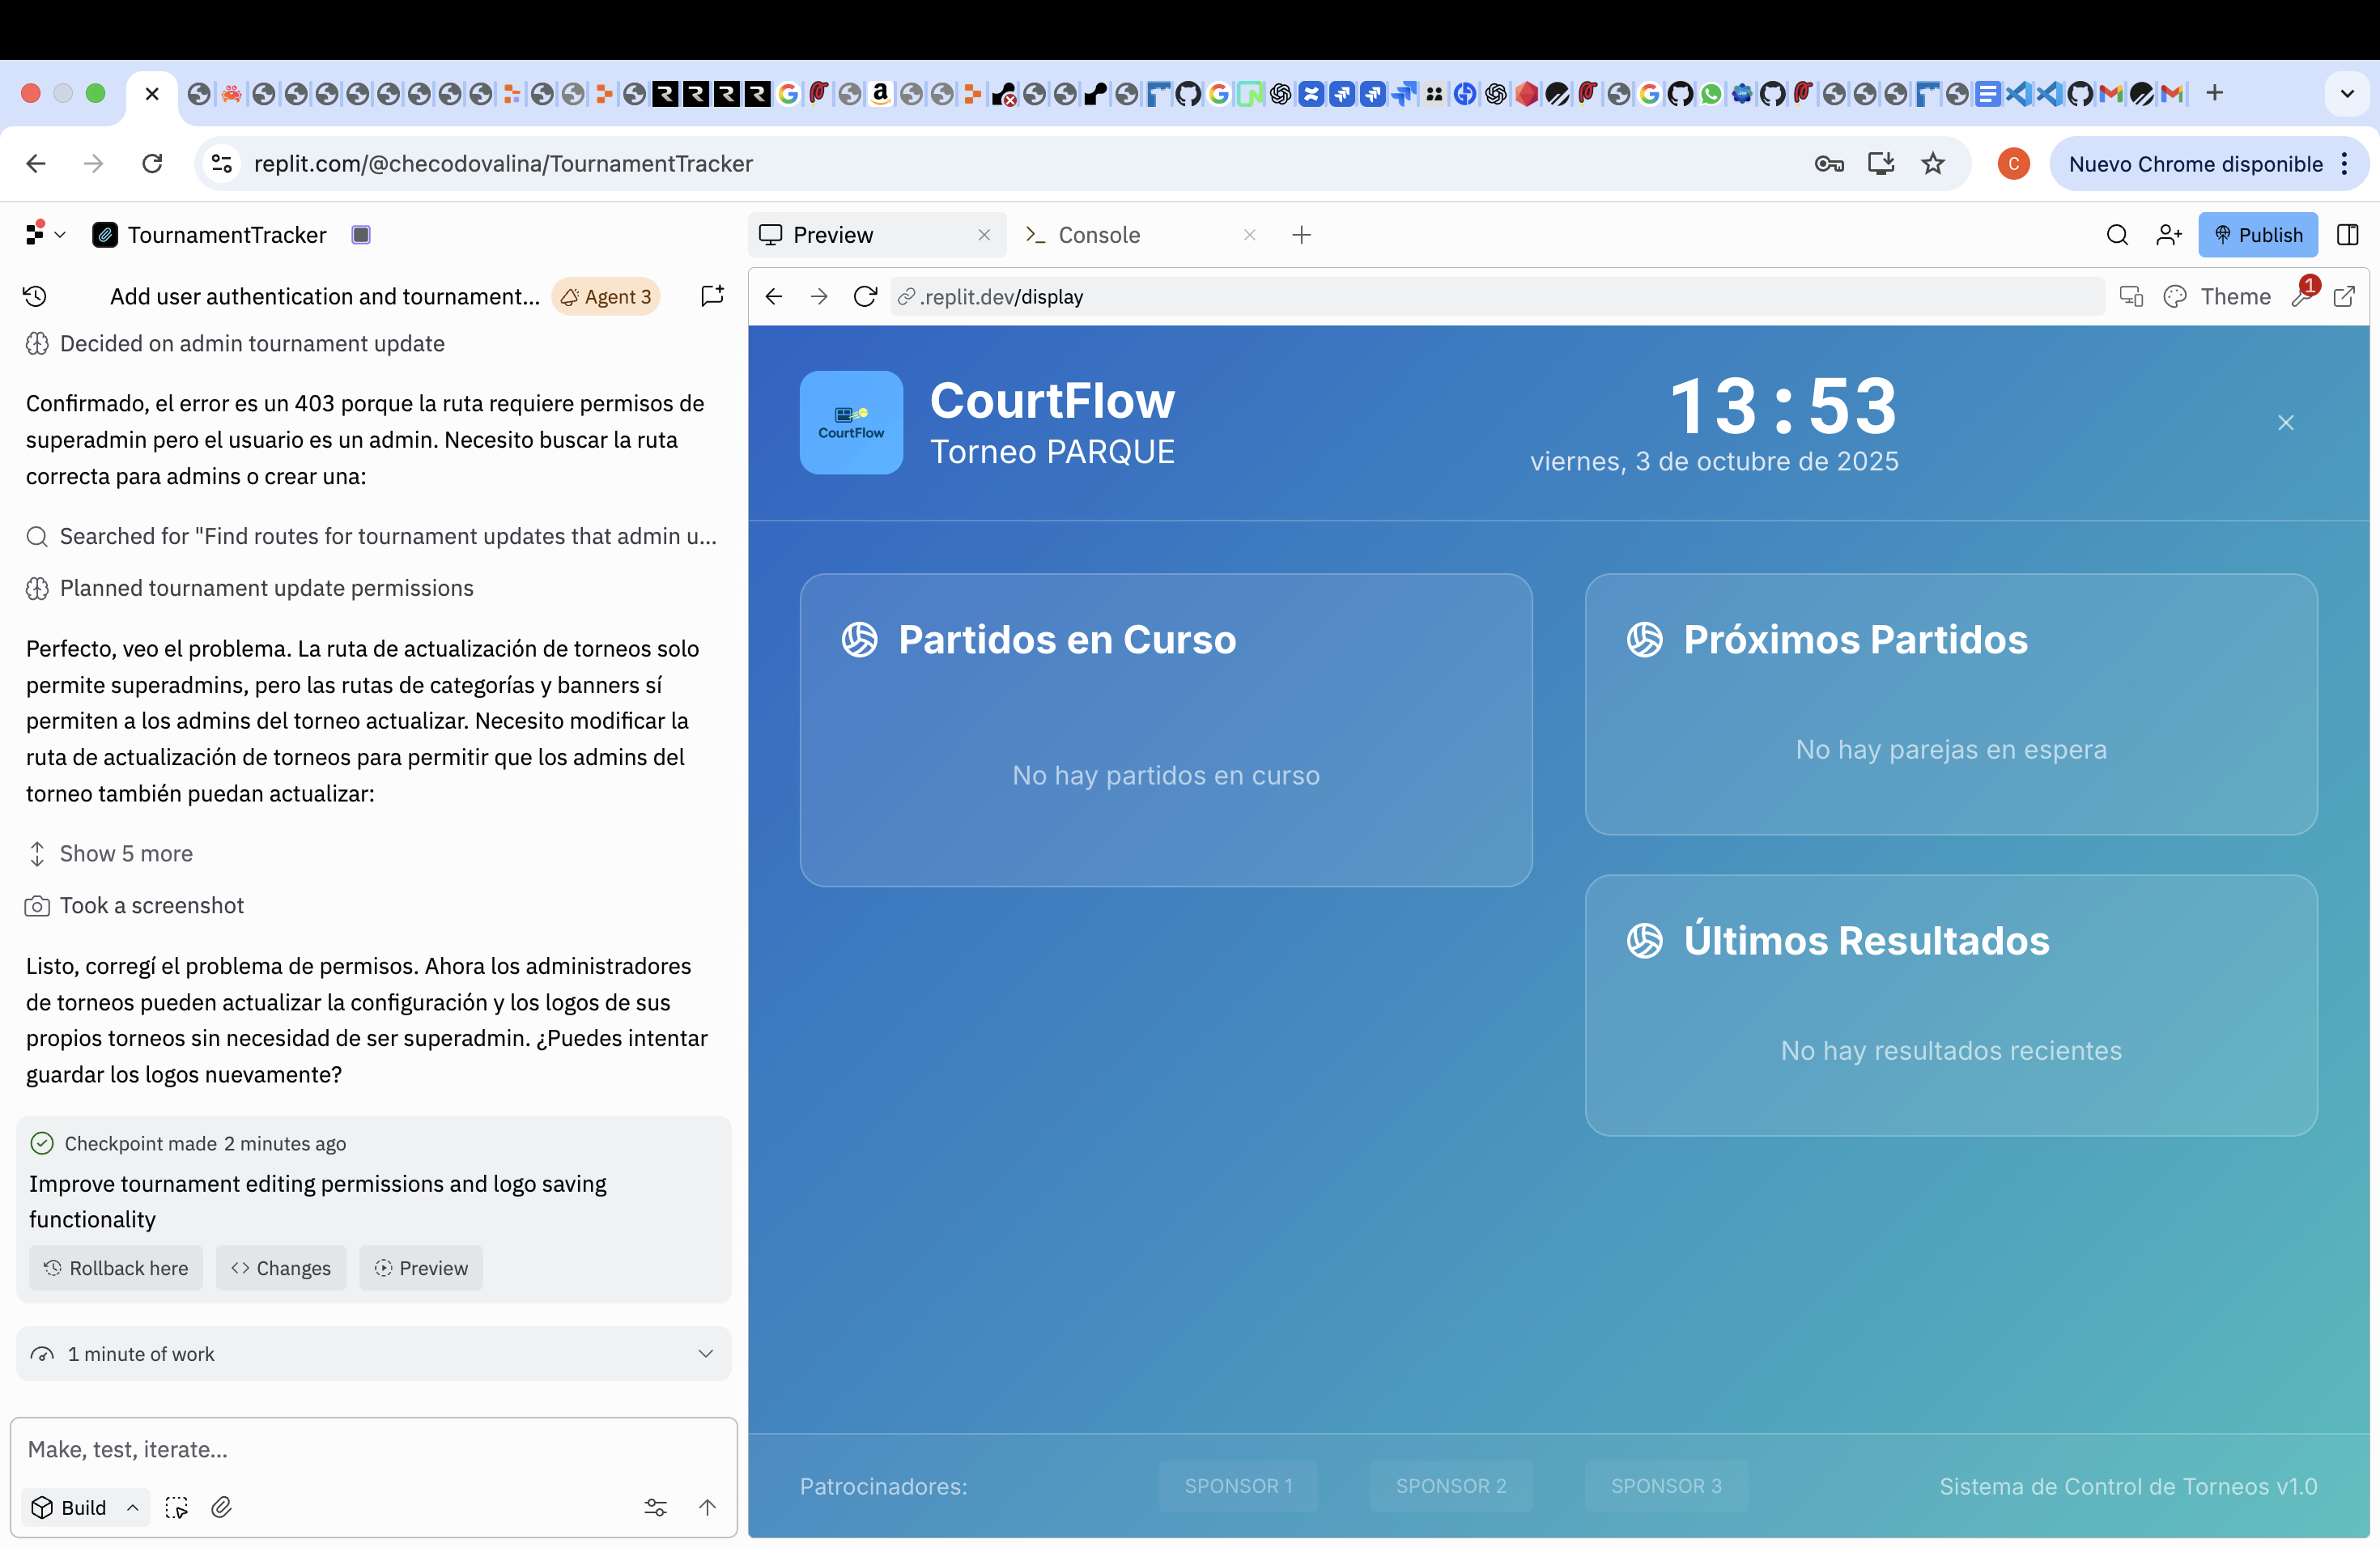 replit.com/@checodovalina/TournamentTracker
C
Nuevo Chrome disponible
TournamentTracker
Preview
Console
Publish
Add user authentication and tournament...
Agent 3
.replit.dev/display
Theme
1
Decided on admin tournament update
Confirmado, el error es un 403 porque la ruta requiere permisos de
superadmin pero el usuario es un admin. Necesito buscar la ruta
correcta para admins o crear una:
Searched for "Find routes for tournament updates that admin u...
Planned tournament update permissions
Perfecto, veo el problema. La ruta de actualización de torneos solo
permite superadmins, pero las rutas de categorías y banners sí
permiten a los admins del torneo actualizar. Necesito modificar la
ruta de actualización de torneos para permitir que los admins del
torneo también puedan actualizar:
Show 5 more
Took a screenshot
Listo, corregí el problema de permisos. Ahora los administradores
de torneos pueden actualizar la configuración y los logos de sus
propios torneos sin necesidad de ser superadmin. ¿Puedes intentar
guardar los logos nuevamente?
Checkpoint made 2 minutes ago
Improve tournament editing permissions and logo saving
functionality
Rollback here
Changes
Preview
1 minute of work
Make, test, iterate...
Build
CourtFlow
CourtFlow
Torneo PARQUE
13:53
viernes, 3 de octubre de 2025
Partidos en Curso
No hay partidos en curso
Próximos Partidos
No hay parejas en espera
Últimos Resultados
No hay resultados recientes
Patrocinadores:
SPONSOR 1
SPONSOR 2
SPONSOR 3
Sistema de Control de Torneos v1.0